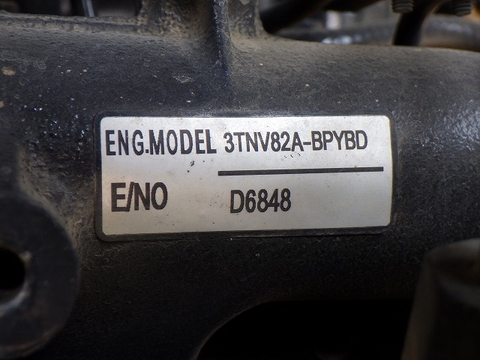 ENG.MODEL 3TNV82A-BPYBD
E/NO D6848